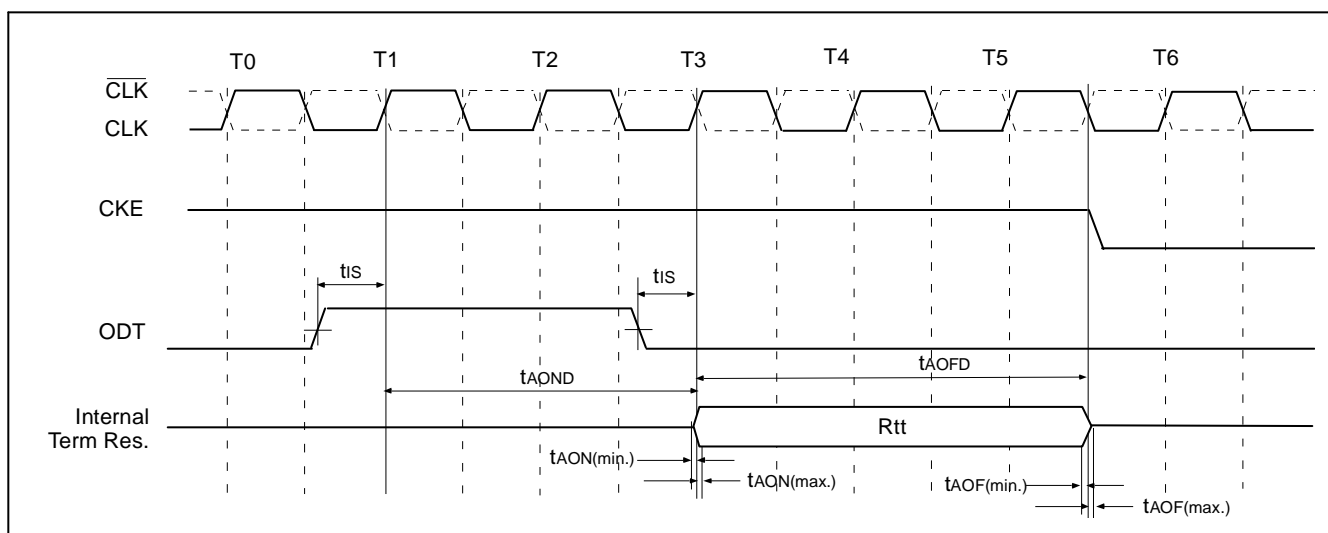 T0 T1 T2 T3 T4 T5 T6
CLK
CLK
CKE
tIS tIS
ODT
tAOND tAOFD
Internal
Term Res.
Rtt
tAON(min.)
tAON(max.)
tAOF(min.)
tAOF(max.)